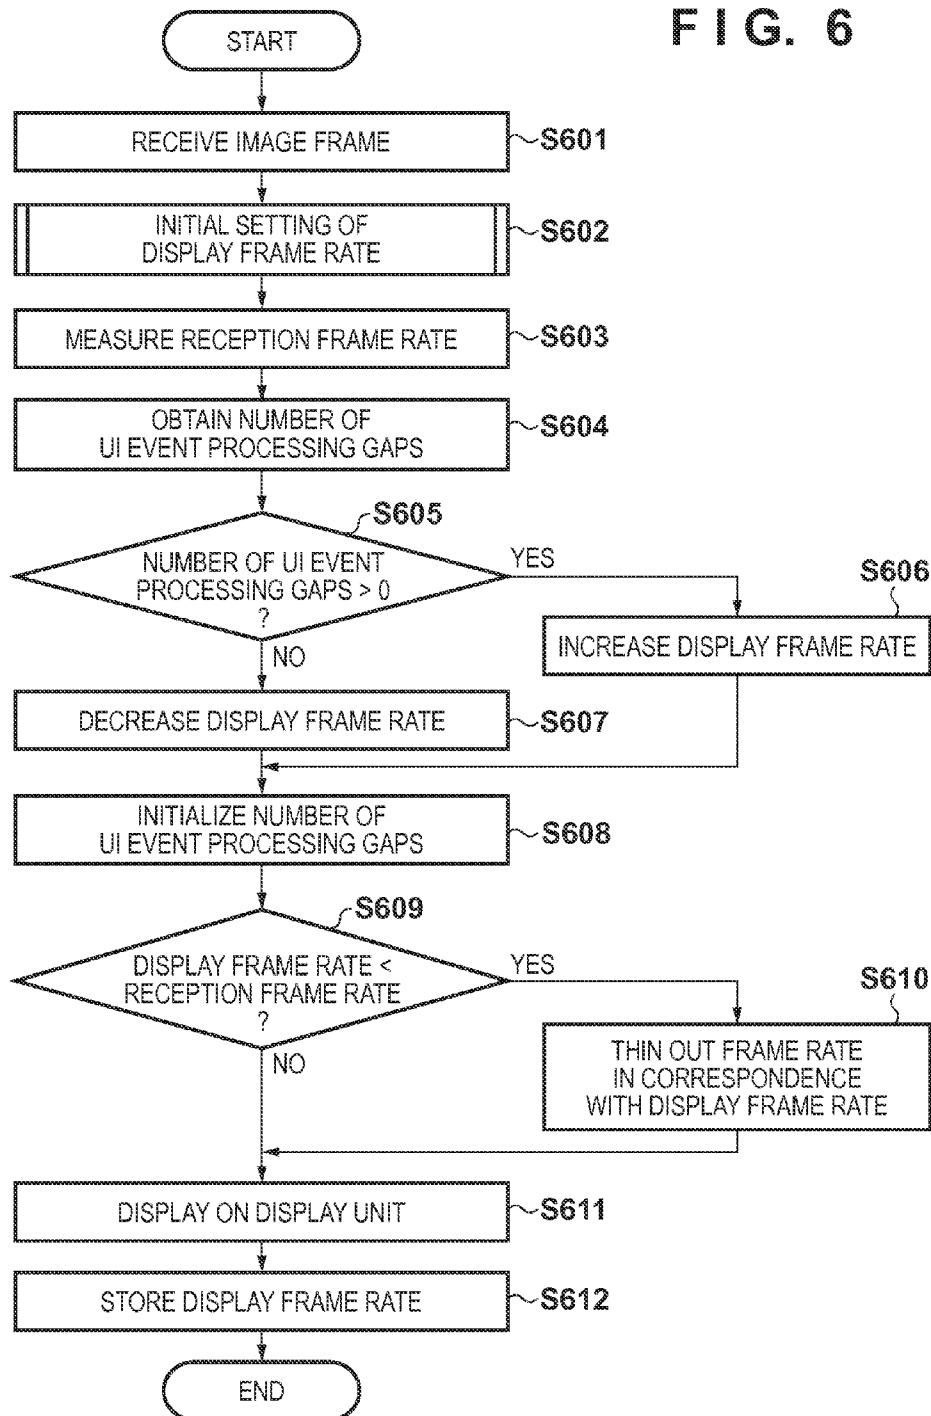 FIG. 6
START
RECEIVE IMAGE FRAME
S601
INITIAL SETTING OF
DISPLAY FRAME RATE
S602
MEASURE RECEPTION FRAME RATE
S603
OBTAIN NUMBER OF
UI EVENT PROCESSING GAPS
S604
S605
NUMBER OF UI EVENT
PROCESSING GAPS > 0
?
YES
NO
S606
INCREASE DISPLAY FRAME RATE
DECREASE DISPLAY FRAME RATE
S607
INITIALIZE NUMBER OF
UI EVENT PROCESSING GAPS
S608
S609
DISPLAY FRAME RATE <
RECEPTION FRAME RATE
?
YES
NO
S610
THIN OUT FRAME RATE
IN CORRESPONDENCE
WITH DISPLAY FRAME RATE
DISPLAY ON DISPLAY UNIT
S611
STORE DISPLAY FRAME RATE
S612
END